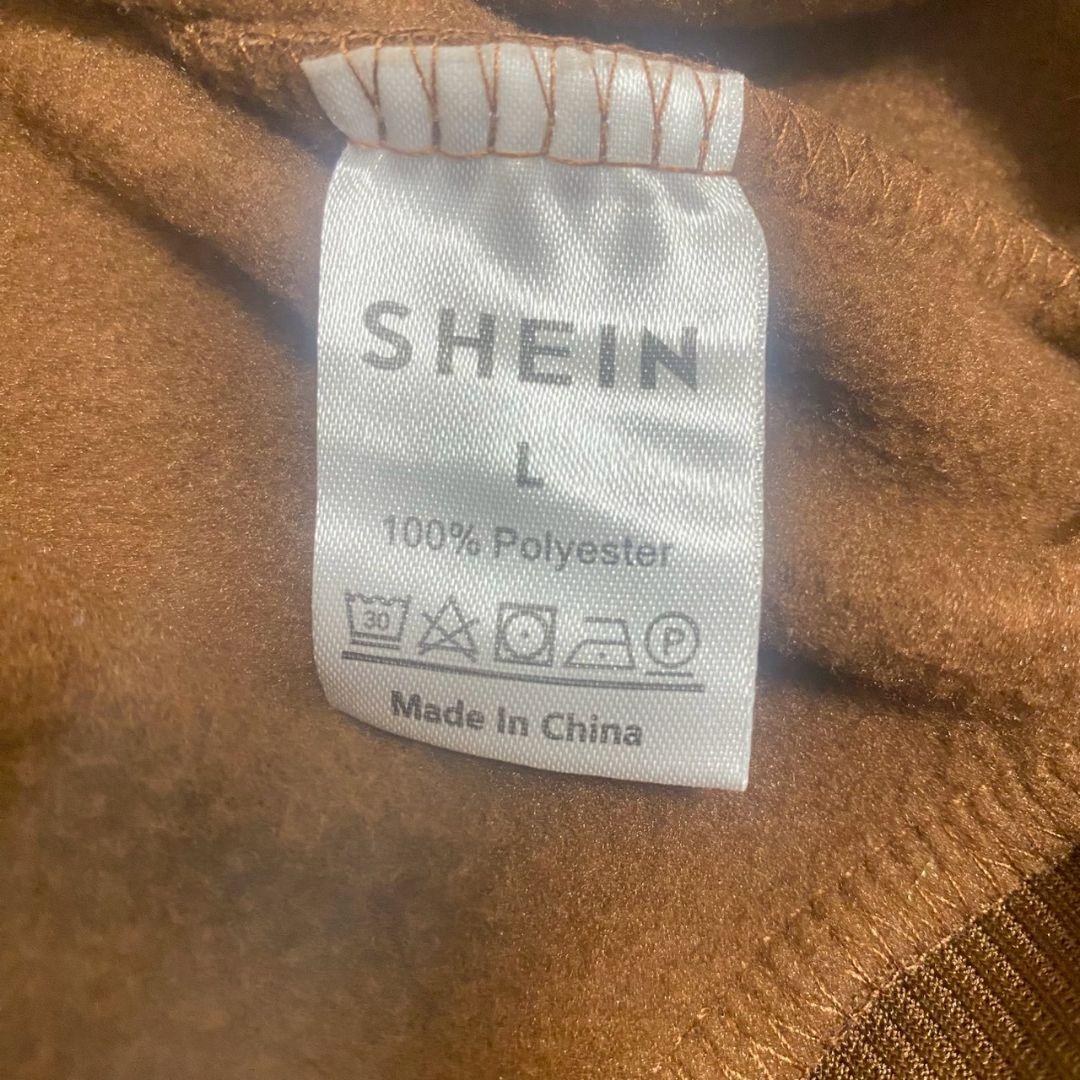 SHEIN
L
100% Polyester
30 P
Made In China